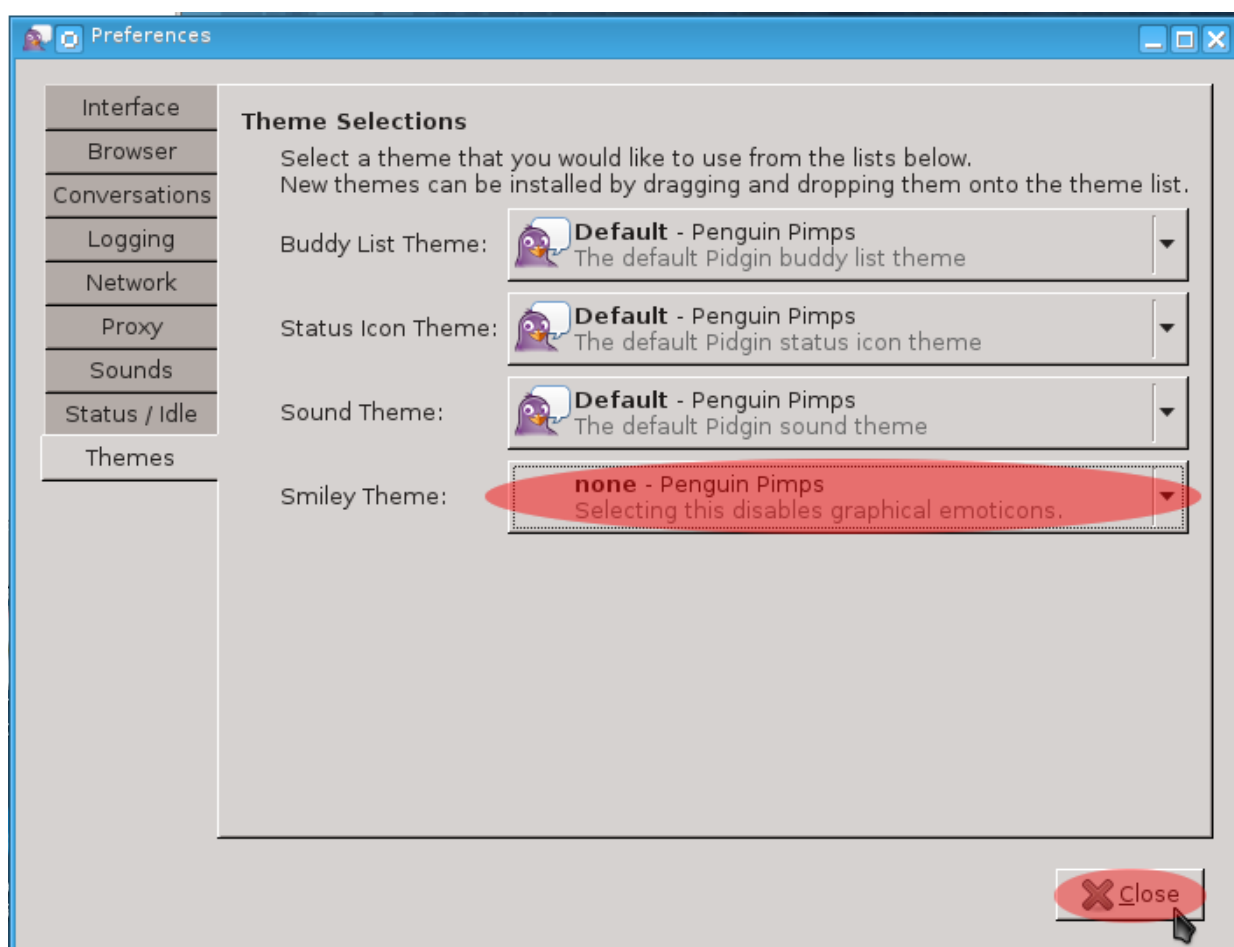 Preferences
Interface
Browser
Conversations
Logging
Network
Proxy
Sounds
Status / Idle
Themes
Theme Selections
Select a theme that you would like to use from the lists below.
New themes can be installed by dragging and dropping them onto the theme list.
Buddy List Theme:
Default - Penguin Pimps
The default Pidgin buddy list theme
Status Icon Theme:
Default - Penguin Pimps
The default Pidgin status icon theme
Sound Theme:
Default - Penguin Pimps
The default Pidgin sound theme
Smiley Theme:
none - Penguin Pimps
Selecting this disables graphical emoticons.
Close